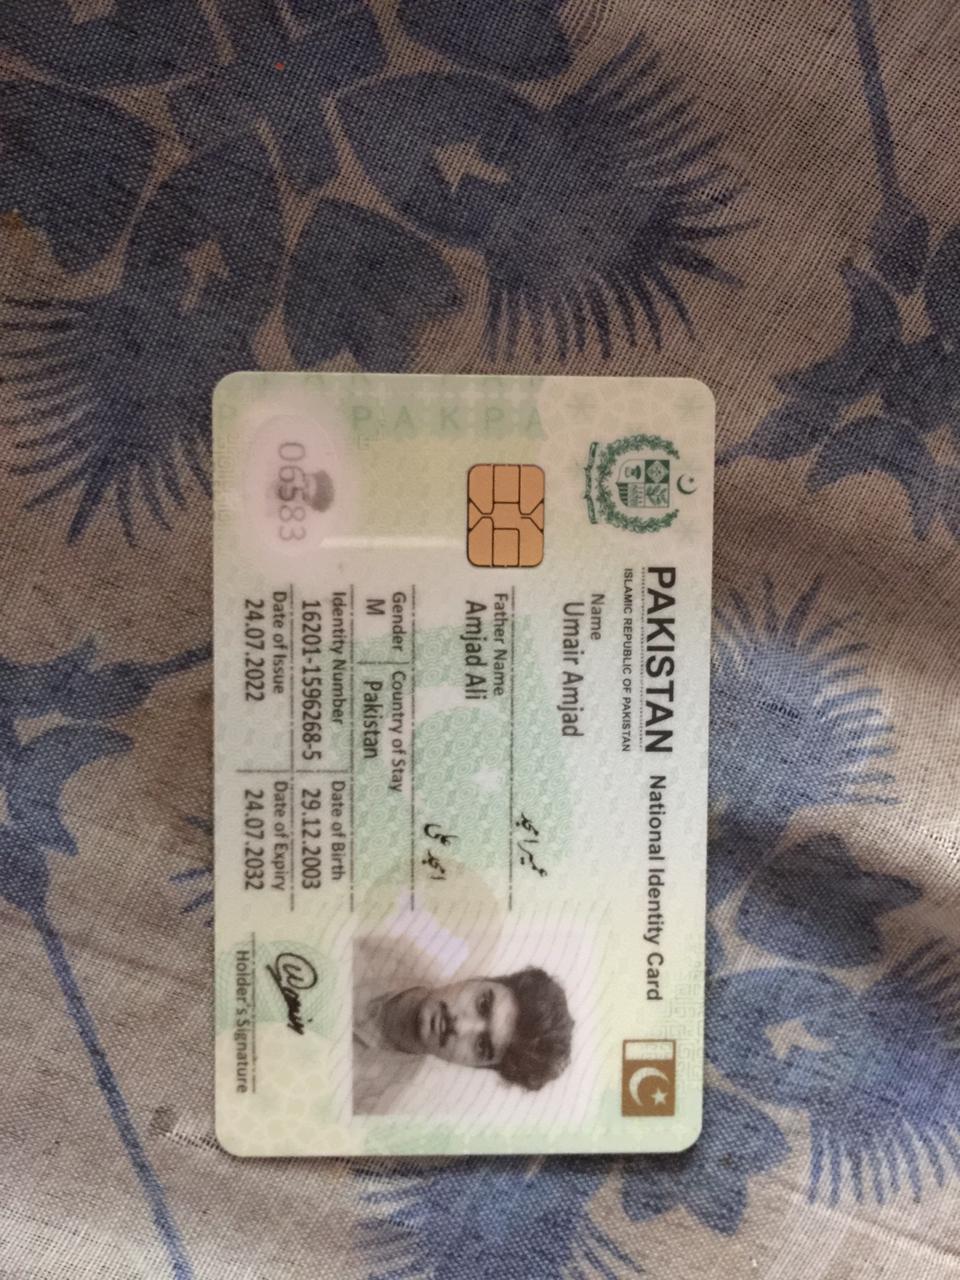 PAKISTAN National Identity Card
ISLAMIC REPUBLIC OF PAKISTAN
Name
Umair Amjad
عمیر امجد
Father Name
Amjad Ali
امجد علی
Gender Country of Stay
M Pakistan
Identity Number Date of Birth
16201-1596268-5 29.12.2003
Date of Issue Date of Expiry
24.07.2022 24.07.2032
Holder's Signature
06583
PAKPA